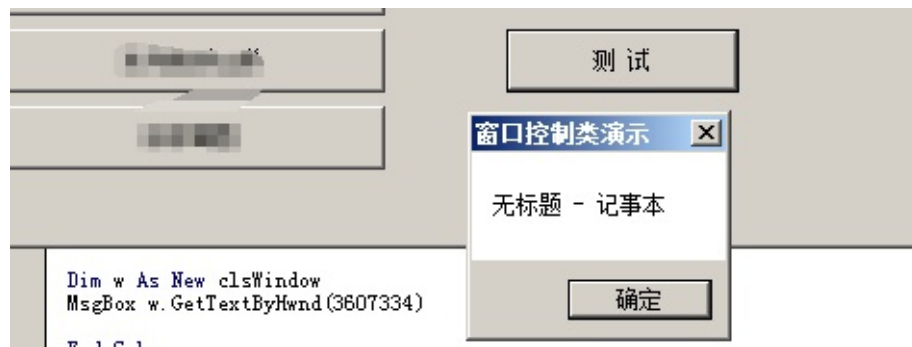 测 试
窗口控制类演示
无标题 - 记事本
确定
Dim w As New clsWindow
MsgBox w.GetTextByHwnd(3607334)